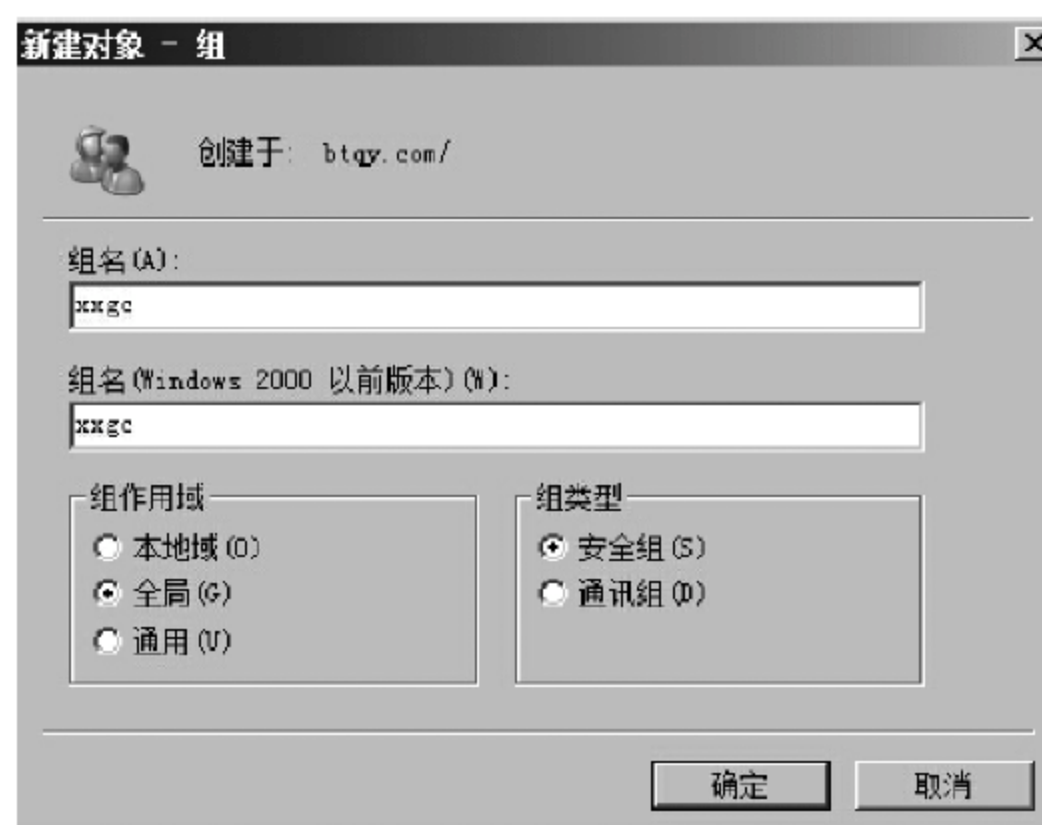 新建对象 - 组
创建于: btqy.com/
组名(A):
xxgc
组名(Windows 2000 以前版本)(W):
xxgc
组作用域
组类型
本地域(O)
安全组(S)
全局(G)
通讯组(D)
通用(U)
确定
取消